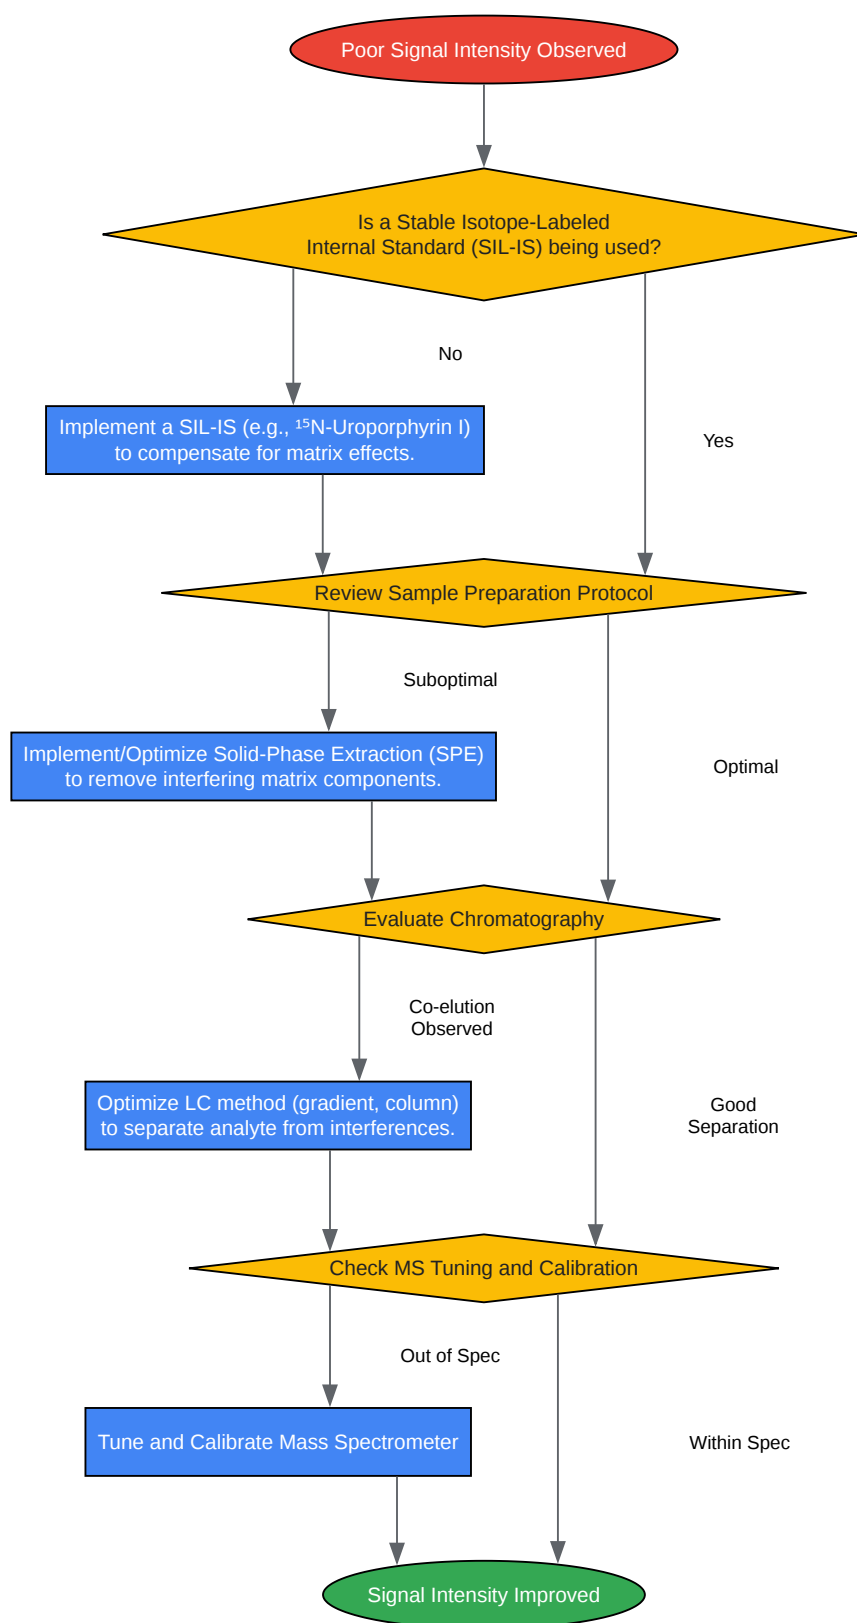 Poor Signal Intensity Observed
Is a Stable Isotope-Labeled
Internal Standard (SIL-IS) being used?
No
Implement a SIL-IS (e.g., ¹⁵N-Uroporphyrin I)
to compensate for matrix effects.
Yes
Review Sample Preparation Protocol
Suboptimal
Implement/Optimize Solid-Phase Extraction (SPE)
to remove interfering matrix components.
Optimal
Evaluate Chromatography
Co-elution
Observed
Optimize LC method (gradient, column)
to separate analyte from interferences.
Good
Separation
Check MS Tuning and Calibration
Out of Spec
Tune and Calibrate Mass Spectrometer
Within Spec
Signal Intensity Improved